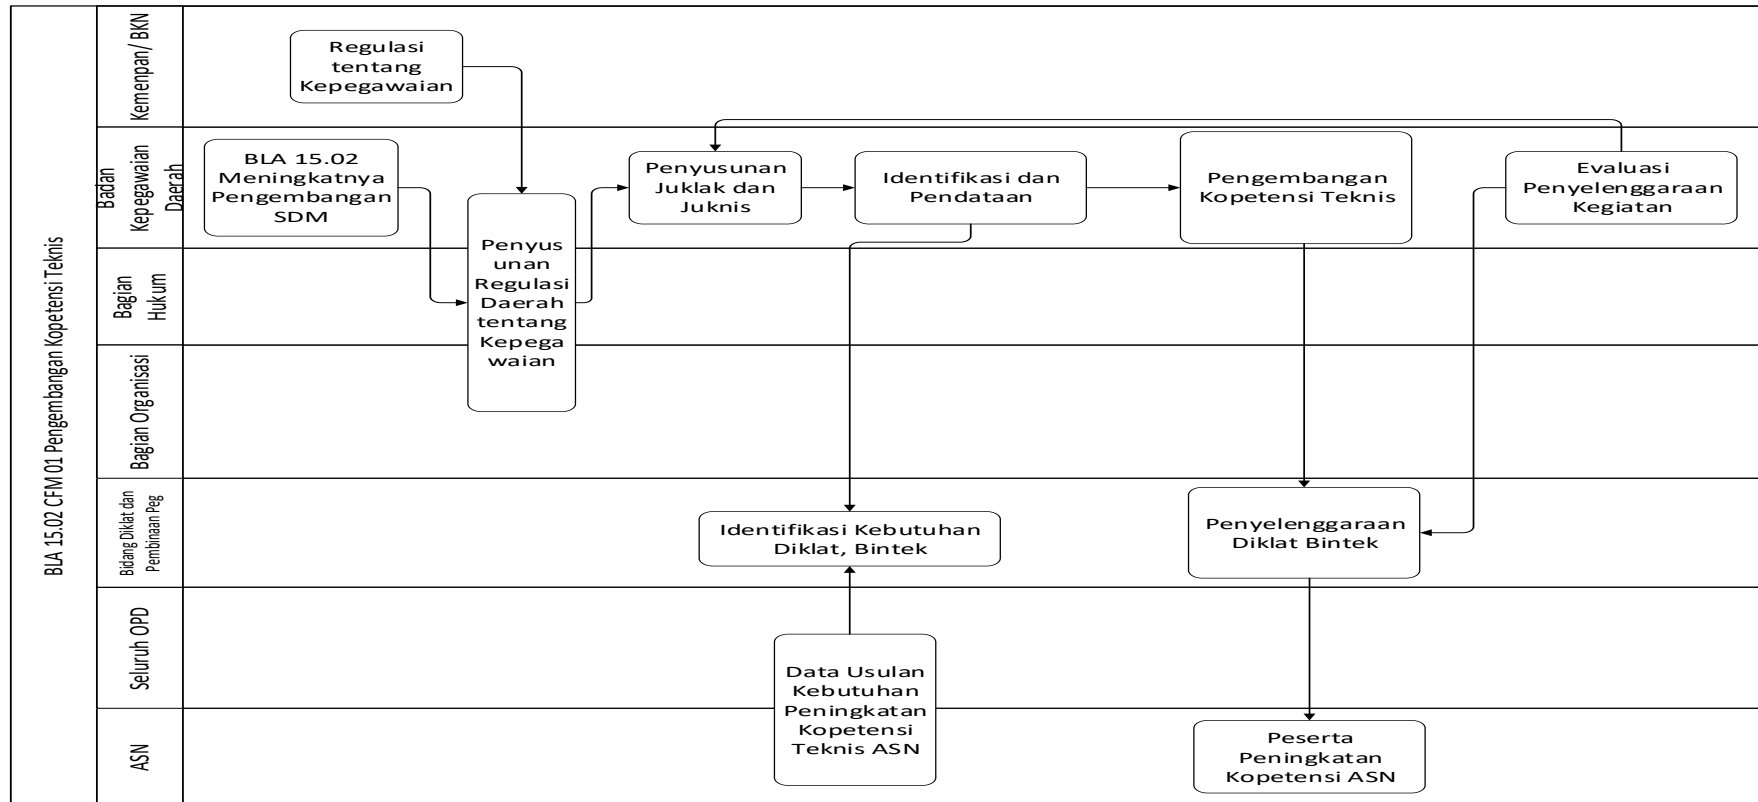 BLA 15.02 CFM 01 Pengembangan Kopetensi Teknis
Kemenpan/ BKN
Regulasi
tentang
Kepegawaian
Badan
Kepegawaian
Daerah
BLA 15.02
Meningkatnya
Pengembangan
SDM
Penyus
unan
Regulasi
Daerah
tentang
Kepega
waian
Penyusunan
Juklak dan
Juknis
Identifikasi dan
Pendataan
Pengembangan
Kopetensi Teknis
Evaluasi
Penyelenggaraan
Kegiatan
Bagian
Hukum
Bagian Organisasi
Bidang Diklat dan
Pembinaan Peg
Identifikasi Kebutuhan
Diklat, Bintek
Penyelenggaraan
Diklat Bintek
Seluruh OPD
Data Usulan
Kebutuhan
Peningkatan
Kopetensi
Teknis ASN
ASN
Peserta
Peningkatan
Kopetensi ASN